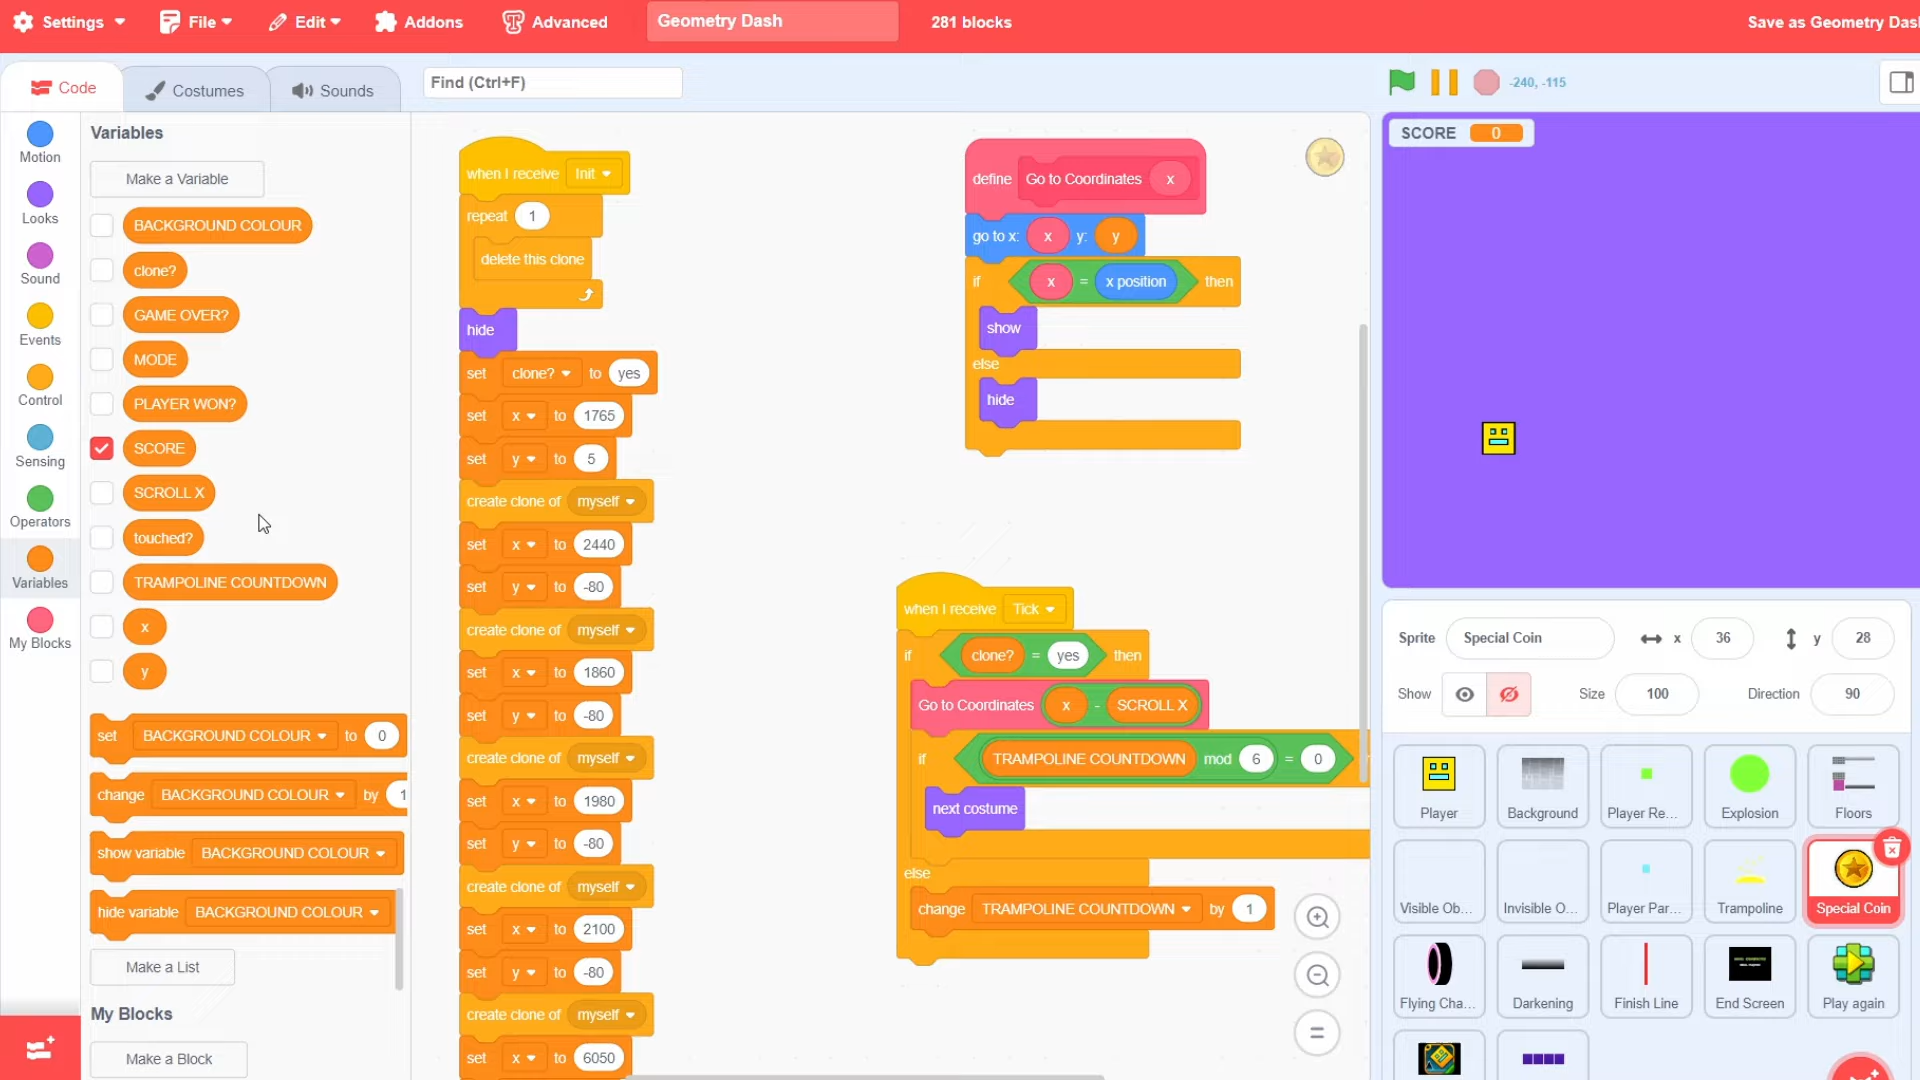 Settings File Edit Addons Advanced Geometry Dash 281 blocks Save as Geometry Das
Code Costumes Sounds Find (Ctrl+F) -240, -115
Motion
Looks
Sound
Events
Control
Sensing
Operators
Variables
My Blocks
Variables
Make a Variable
BACKGROUND COLOUR
clone?
GAME OVER?
MODE
PLAYER WON?
SCORE
SCROLL X
touched?
TRAMPOLINE COUNTDOWN
x
y
set BACKGROUND COLOUR to 0
change BACKGROUND COLOUR by 1
show variable BACKGROUND COLOUR
hide variable BACKGROUND COLOUR
Make a List
My Blocks
Make a Block
when I receive Init
repeat 1
delete this clone
hide
set clone? to yes
set x to 1765
set y to 5
create clone of myself
set x to 2440
set y to -80
create clone of myself
set x to 1860
set y to -80
create clone of myself
set x to 1980
set y to -80
create clone of myself
set x to 2100
set y to -80
create clone of myself
set x to 6050
define Go to Coordinates x
go to x: x y: y
if x = x position then
show
else
hide
when I receive Tick
if clone? = yes then
Go to Coordinates x - SCROLL X
if TRAMPOLINE COUNTDOWN mod 6 = 0
next costume
else
change TRAMPOLINE COUNTDOWN by 1
SCORE 0
Sprite Special Coin x 36 y 28
Show Size 100 Direction 90
Player Background Player Re... Explosion Floors
Visible Ob... Invisible O... Player Par... Trampoline Special Coin
Flying Cha... Darkening Finish Line End Screen Play again